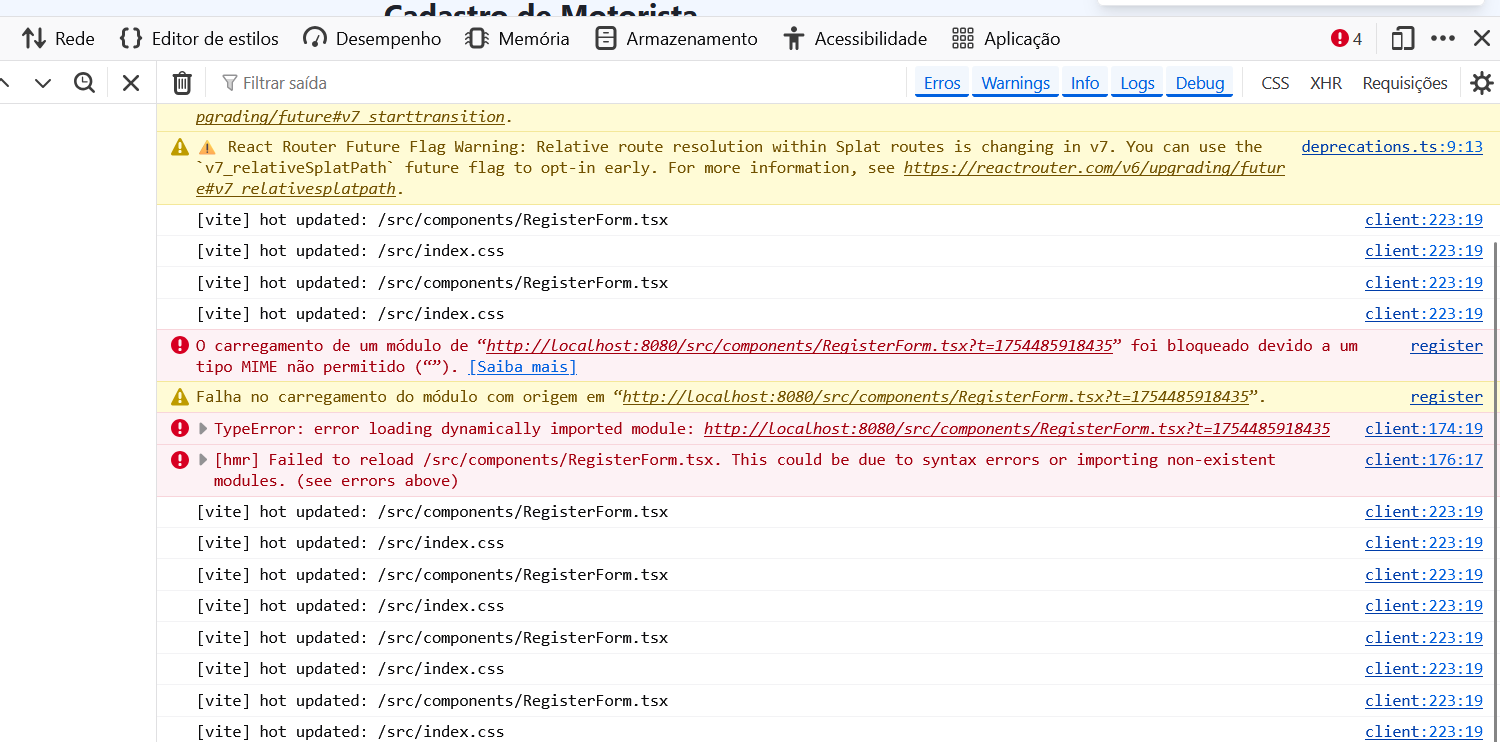 Cadastro de Motorista
Rede Editor de estilos Desempenho Memória Armazenamento Acessibilidade Aplicação 4
Filtrar saída Erros Warnings Info Logs Debug CSS XHR Requisições
pgrading/future#v7_starttransition.
React Router Future Flag Warning: Relative route resolution within Splat routes is changing in v7. You can use the deprecations.ts:9:13
`v7_relativeSplatPath` future flag to opt-in early. For more information, see https://reactrouter.com/v6/upgrading/futur
e#v7_relativesplatpath.
[vite] hot updated: /src/components/RegisterForm.tsx client:223:19
[vite] hot updated: /src/index.css client:223:19
[vite] hot updated: /src/components/RegisterForm.tsx client:223:19
[vite] hot updated: /src/index.css client:223:19
O carregamento de um módulo de “http://localhost:8080/src/components/RegisterForm.tsx?t=1754485918435” foi bloqueado devido a um register
tipo MIME não permitido (“”). [Saiba mais]
Falha no carregamento do módulo com origem em “http://localhost:8080/src/components/RegisterForm.tsx?t=1754485918435”. register
TypeError: error loading dynamically imported module: http://localhost:8080/src/components/RegisterForm.tsx?t=1754485918435 client:174:19
[hmr] Failed to reload /src/components/RegisterForm.tsx. This could be due to syntax errors or importing non-existent client:176:17
modules. (see errors above)
[vite] hot updated: /src/components/RegisterForm.tsx client:223:19
[vite] hot updated: /src/index.css client:223:19
[vite] hot updated: /src/components/RegisterForm.tsx client:223:19
[vite] hot updated: /src/index.css client:223:19
[vite] hot updated: /src/components/RegisterForm.tsx client:223:19
[vite] hot updated: /src/index.css client:223:19
[vite] hot updated: /src/components/RegisterForm.tsx client:223:19
[vite] hot updated: /src/index.css client:223:19